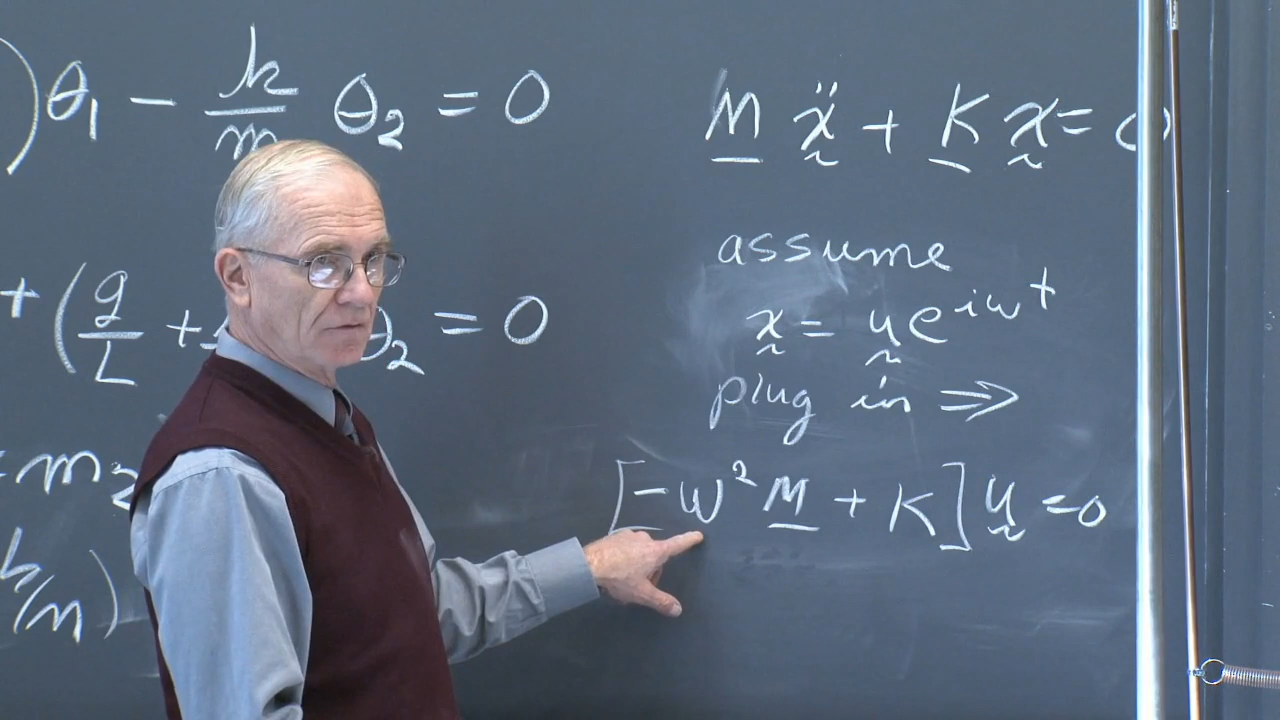 ) θ₁ − k/m θ₂ = 0
+ (g/L + θ₂ = 0
= m₂
k/m)
M ẍ + K x = 0
assume
x = u e^{iωt}
plug in ⇒
[−ω² M + K] u = 0